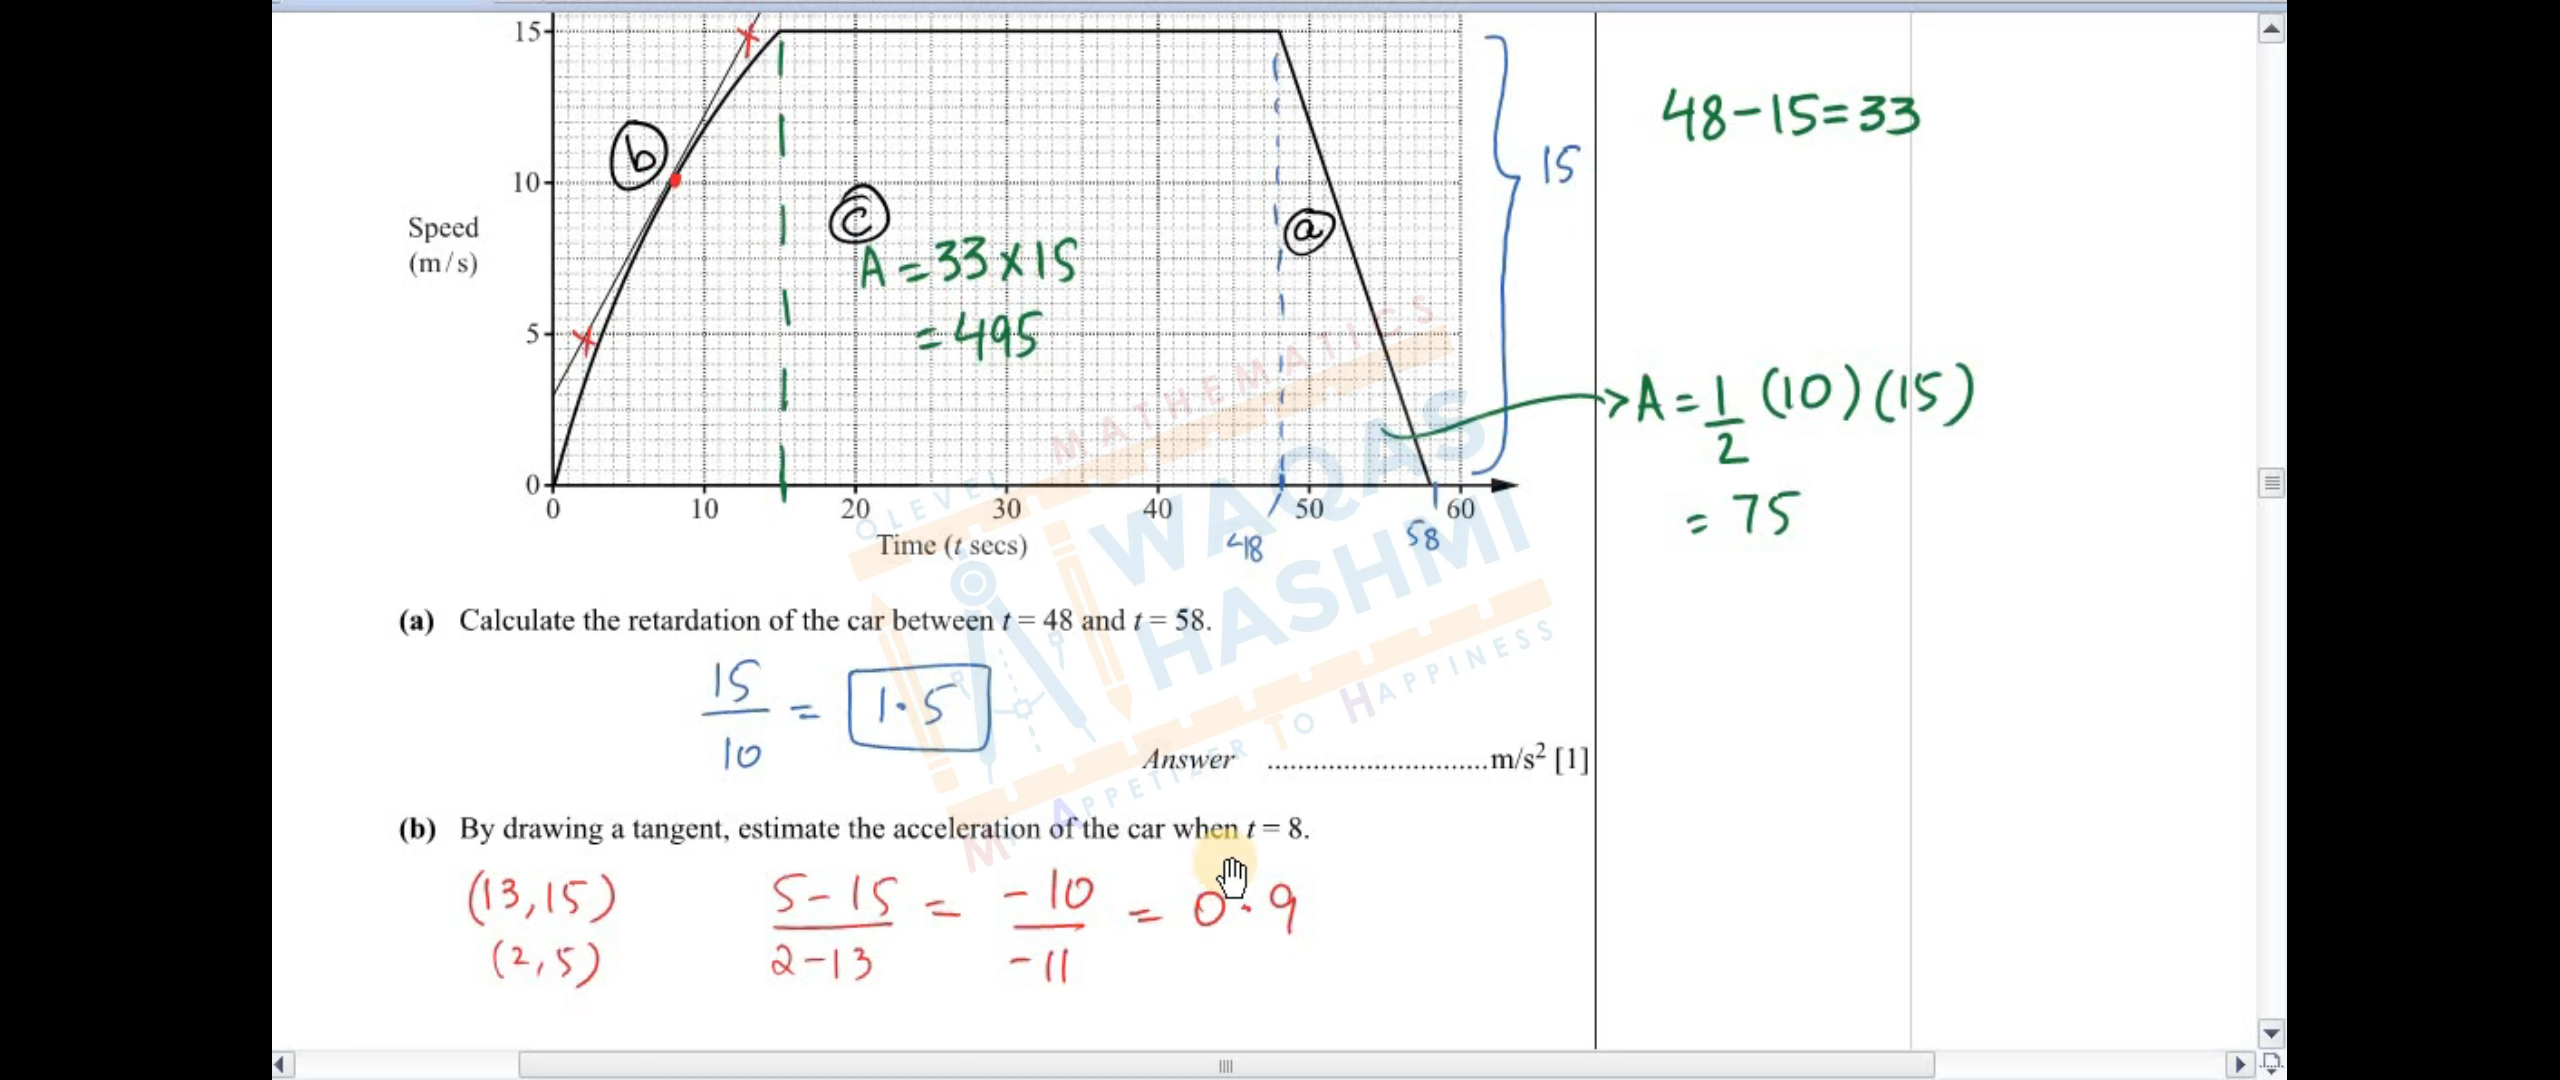 15
48-15=33
b
15
10
c
Speed
(m/s)
a
A = 33 x 15
= 495
5
A = 1/2 (10)(15)
= 75
0
0 10 20 30 40 50 60
Time (t secs)
48
58
OLEVEL MATHEMATICS
WAQAS
HASHMI
MATH APPETIZER TO HAPPINESS
(a) Calculate the retardation of the car between t = 48 and t = 58.
15/10 = 1.5
Answer ............................. m/s² [1]
(b) By drawing a tangent, estimate the acceleration of the car when t = 8.
(13,15)
(2,5)
5-15/2-13 = -10/-11 = 0.9